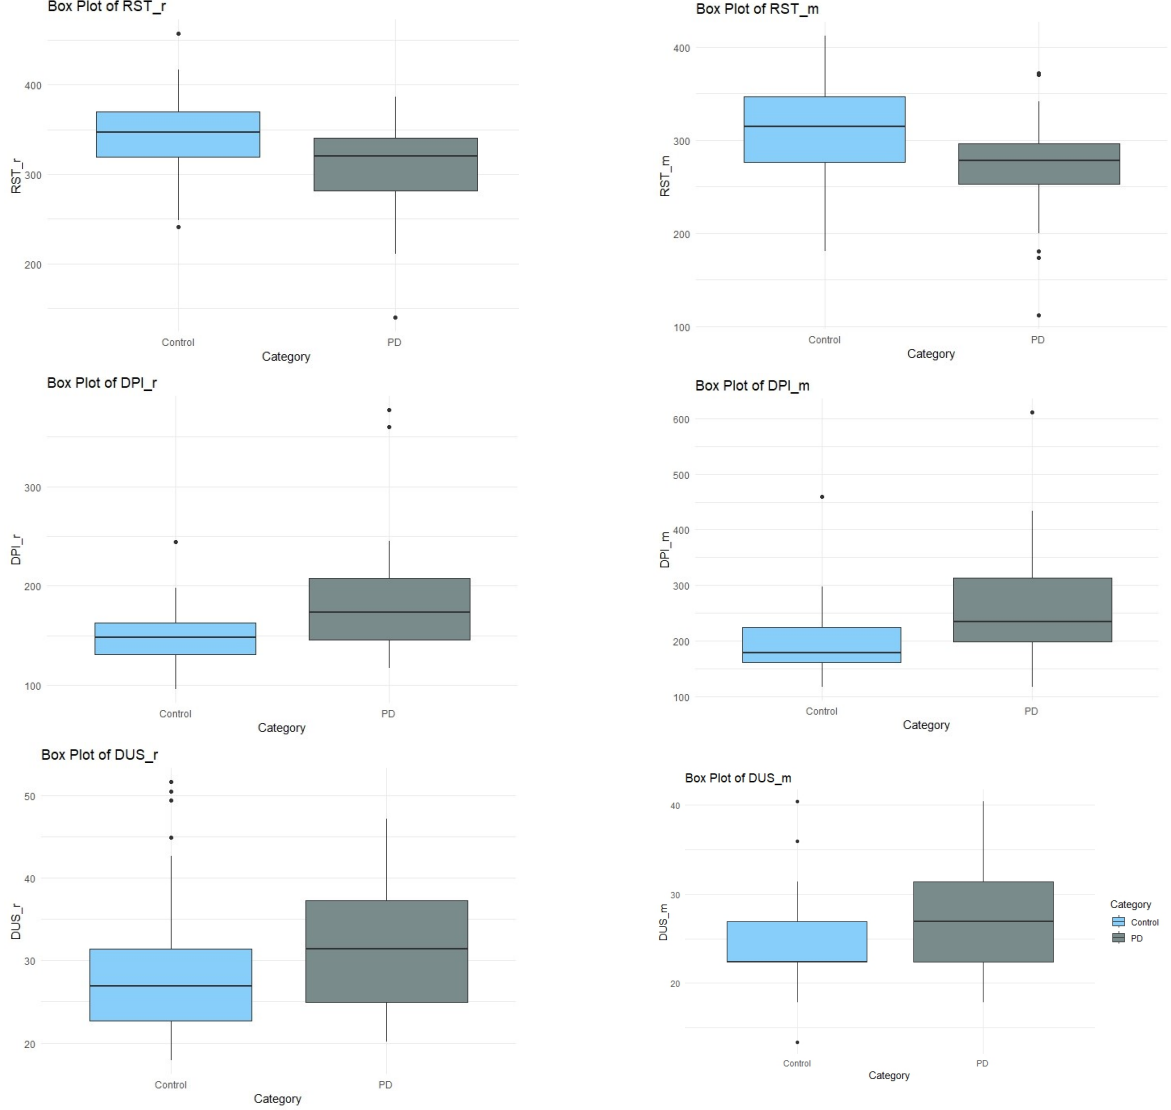 Box Plot of RST_r
400
300
200
RST_r
Control
PD
Category
Box Plot of RST_m
400
300
200
100
RST_m
Control
PD
Category
Box Plot of DPI_r
300
200
100
DPI_r
Control
PD
Category
Box Plot of DPI_m
600
500
400
300
200
100
DPI_m
Control
PD
Category
Box Plot of DUS_r
50
40
30
20
DUS_r
Control
PD
Category
Box Plot of DUS_m
40
30
20
DUS_m
Control
PD
Category
Category
Control
PD